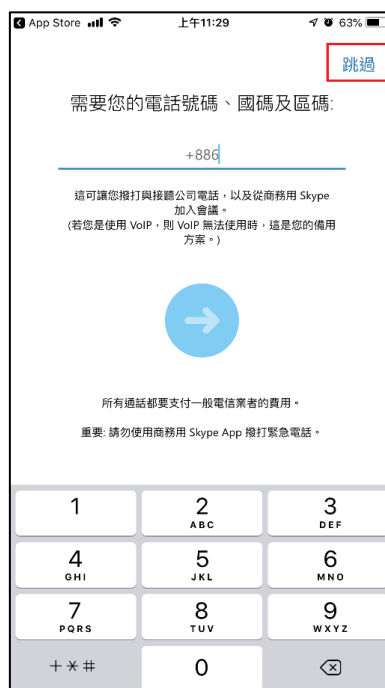 App Store 上午11:29 63%
跳過
需要您的電話號碼、國碼及區碼:
+886
這可讓您撥打與接聽公司電話，以及從商務用 Skype
加入會議。
(若您是使用 VoIP，則 VoIP 無法使用時，這是您的備用
方案。)
所有通話都要支付一般電信業者的費用。
重要: 請勿使用商務用 Skype App 撥打緊急電話。
1 2 3
ABC DEF
4 5 6
GHI JKL MNO
7 8 9
PQRS TUV WXYZ
+*# 0